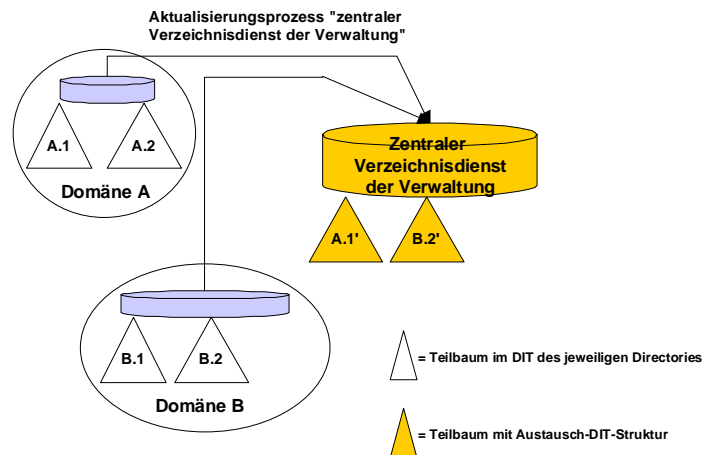 Aktualisierungsprozess "zentraler
Verzeichnisdienst der Verwaltung"
A.1
A.2
Domäne A
Zentraler
Verzeichnisdienst
der Verwaltung
A.1'
B.2'
B.1
B.2
Domäne B
= Teilbaum im DIT des jeweiligen Directories
= Teilbaum mit Austausch-DIT-Struktur